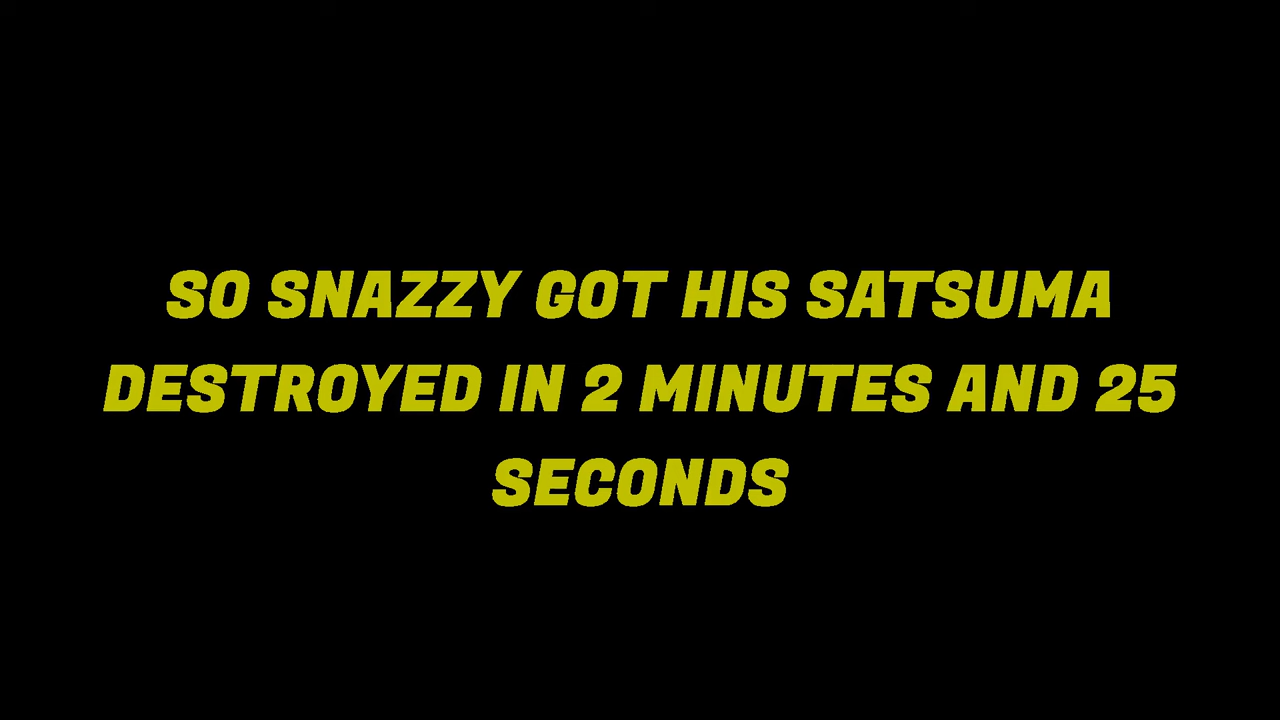 SO SNAZZY GOT HIS SATSUMA
DESTROYED IN 2 MINUTES AND 25
SECONDS